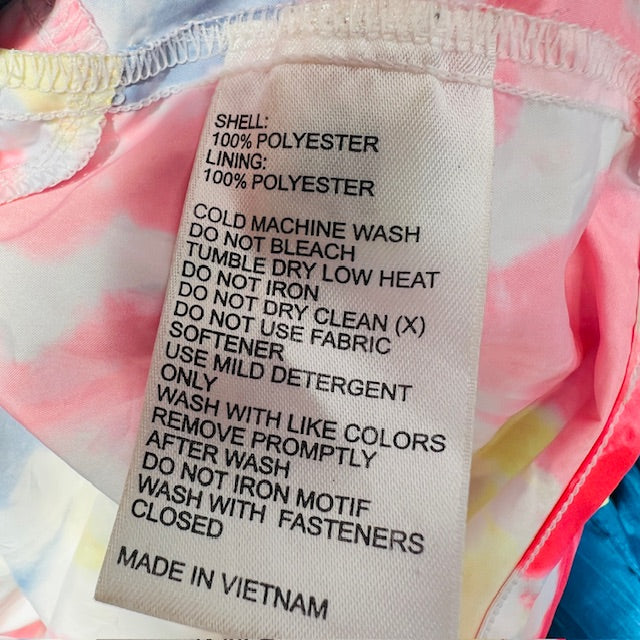 SHELL:
100% POLYESTER
LINING:
100% POLYESTER
COLD MACHINE WASH
DO NOT BLEACH
TUMBLE DRY LOW HEAT
DO NOT IRON
DO NOT DRY CLEAN (X)
DO NOT USE FABRIC
SOFTENER
USE MILD DETERGENT
ONLY
WASH WITH LIKE COLORS
REMOVE PROMPTLY
AFTER WASH
DO NOT IRON MOTIF
WASH WITH FASTENERS
CLOSED
MADE IN VIETNAM